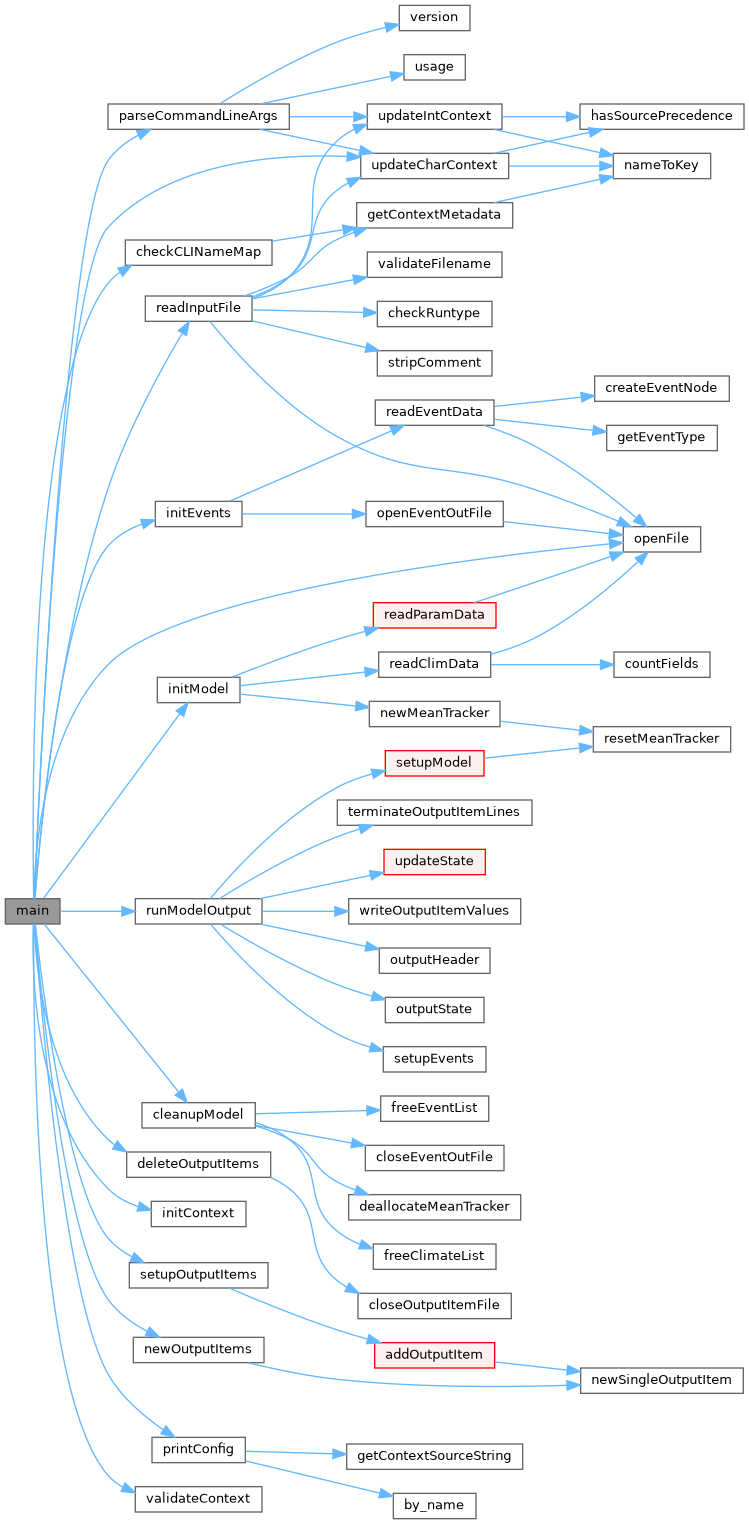 version
usage
parseCommandLineArgs
updateIntContext
hasSourcePrecedence
updateCharContext
nameToKey
getContextMetadata
checkCLINameMap
validateFilename
readInputFile
checkRuntype
stripComment
createEventNode
readEventData
getEventType
initEvents
openEventOutFile
openFile
readParamData
readClimData
countFields
initModel
newMeanTracker
resetMeanTracker
setupModel
terminateOutputItemLines
updateState
main
runModelOutput
writeOutputItemValues
outputHeader
outputState
setupEvents
freeEventList
cleanupModel
closeEventOutFile
deleteOutputItems
deallocateMeanTracker
initContext
freeClimateList
setupOutputItems
closeOutputItemFile
newOutputItems
addOutputItem
newSingleOutputItem
printConfig
getContextSourceString
validateContext
by_name